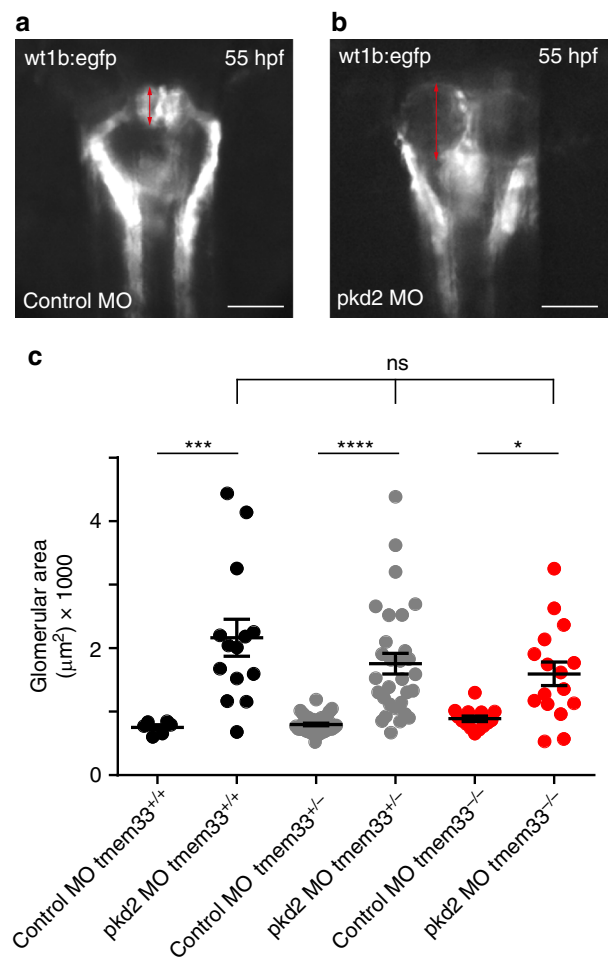 a
wt1b:egfp 55 hpf
Control MO
b
wt1b:egfp 55 hpf
pkd2 MO
c
ns
*** **** *
Glomerular area
(μm²) × 1000
4
2
0
Control MO tmem33⁺/⁺
pkd2 MO tmem33⁺/⁺
Control MO tmem33⁺/⁻
pkd2 MO tmem33⁺/⁻
Control MO tmem33⁻/⁻
pkd2 MO tmem33⁻/⁻